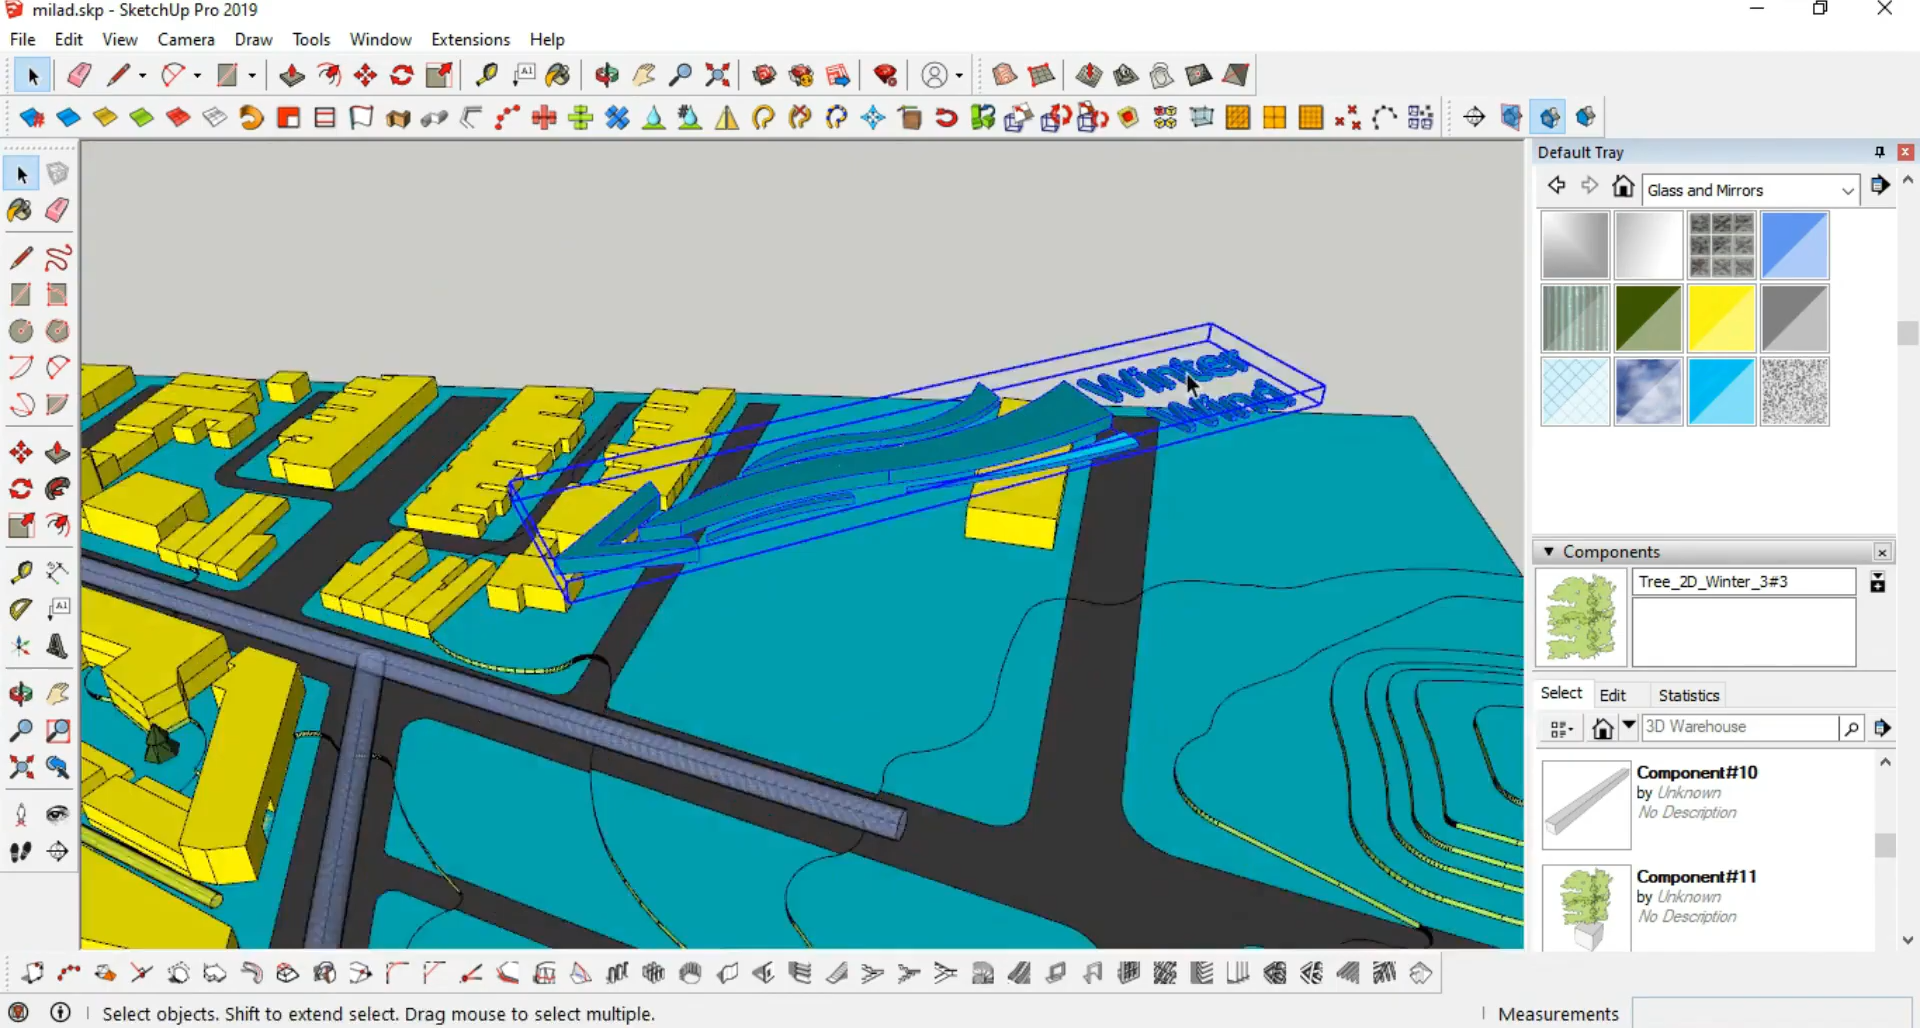 milad.skp - SketchUp Pro 2019
File Edit View Camera Draw Tools Window Extensions Help
A1
Default Tray
Glass and Mirrors
Winter
Wind
Components
Tree_2D_Winter_3#3
A1
Select Edit Statistics
3D Warehouse
Component#10
by Unknown
No Description
Component#11
by Unknown
No Description
Select objects. Shift to extend select. Drag mouse to select multiple.
Measurements